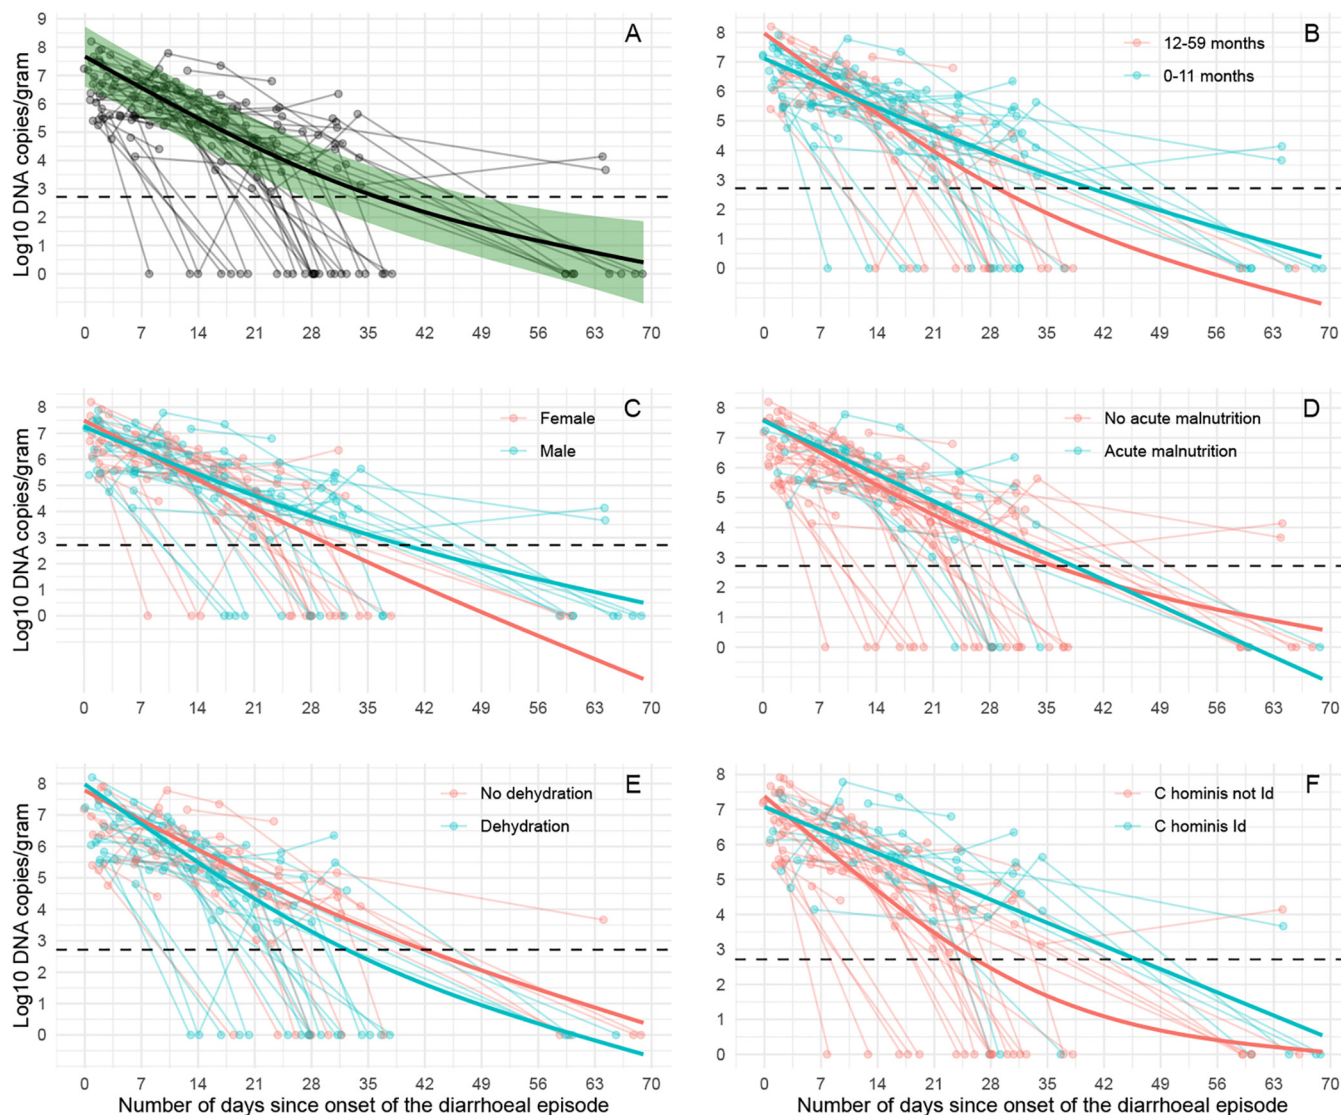 A
Log10 DNA copies/gram
9
8
7
6
5
4
3
2
1
0
0 7 14 21 28 35 42 49 56 63 70
B
12-59 months
0-11 months
8
7
6
5
4
3
2
1
0
0 7 14 21 28 35 42 49 56 63 70
C
Female
Male
Log10 DNA copies/gram
8
7
6
5
4
3
2
1
0
0 7 14 21 28 35 42 49 56 63 70
D
No acute malnutrition
Acute malnutrition
8
7
6
5
4
3
2
1
0
0 7 14 21 28 35 42 49 56 63 70
E
No dehydration
Dehydration
Log10 DNA copies/gram
8
7
6
5
4
3
2
1
0
0 7 14 21 28 35 42 49 56 63 70
Number of days since onset of the diarrhoeal episode
F
C hominis not Id
C hominis Id
8
7
6
5
4
3
2
1
0
0 7 14 21 28 35 42 49 56 63 70
Number of days since onset of the diarrhoeal episode